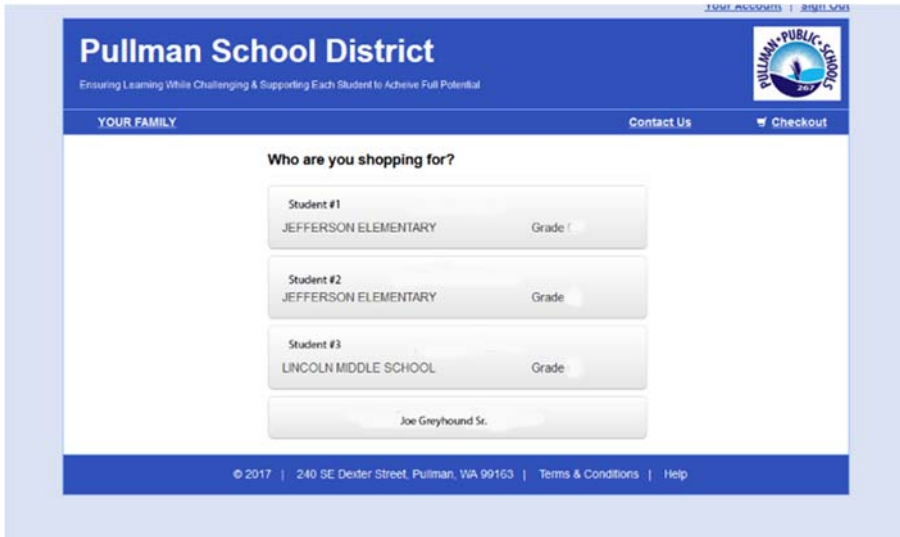 Your Account | Sign Out
Pullman School District
PULLMAN • PUBLIC • SCHOOLS
267
Ensuring Learning While Challenging & Supporting Each Student to Acheive Full Potential
YOUR FAMILY Contact Us Checkout
Who are you shopping for?
Student #1
JEFFERSON ELEMENTARY Grade
Student #2
JEFFERSON ELEMENTARY Grade
Student #3
LINCOLN MIDDLE SCHOOL Grade
Joe Greyhound Sr.
© 2017 | 240 SE Dexter Street, Pullman, WA 99163 | Terms & Conditions | Help